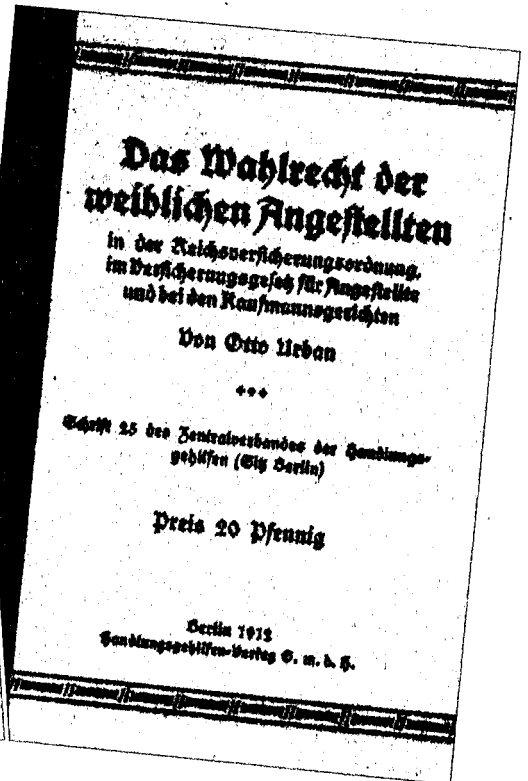 Das Wahlrecht der
weiblichen Angestellten
in der Reichsversicherungsordnung,
im Versicherungsgesetz für Angestellte
und bei den Kaufmannsgerichten
Von Otto Urban
Schrift 25 des Zentralverbandes der Handlungs-
gehilfen (Sitz Berlin)
Preis 20 Pfennig
Berlin 1912
Handlungsgehilfen-Verlag G. m. b. H.